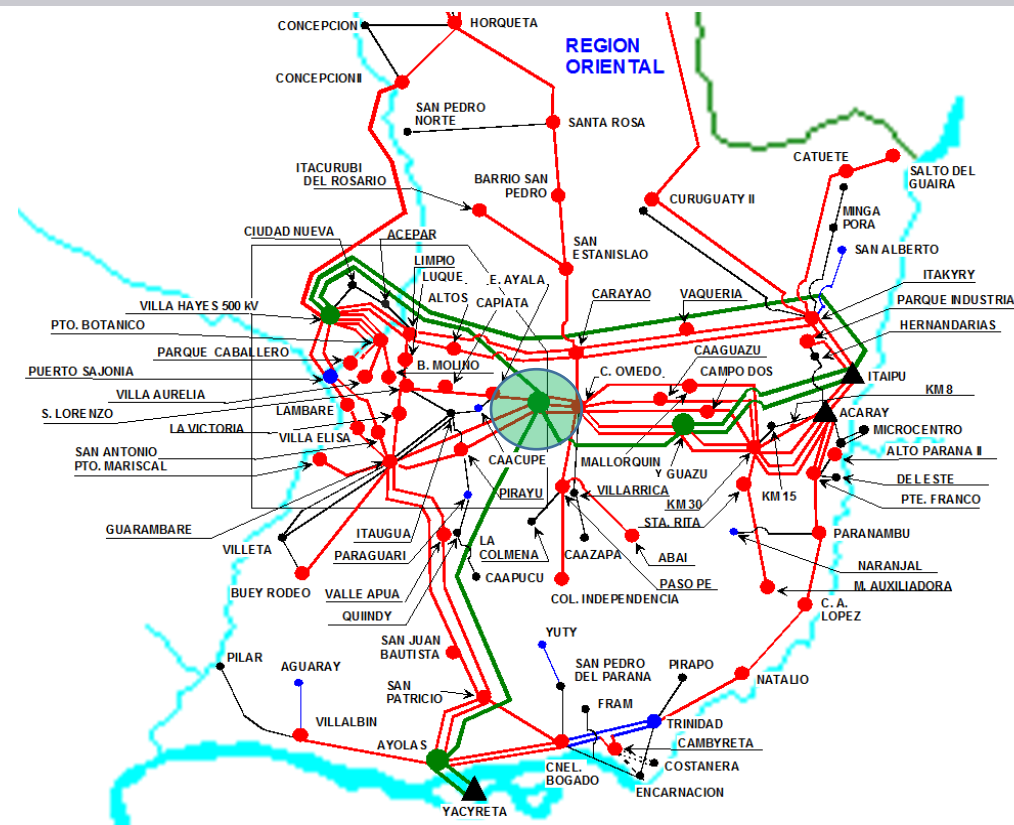 CONCEPCION
HORQUETA
REGION
ORIENTAL
CONCEPCION II
SAN PEDRO
NORTE
SANTA ROSA
CATUETE
SALTO DEL
GUAIRA
ITACURUBI
DEL ROSARIO
BARRIO SAN
PEDRO
CURUGUATY II
MINGA
PORA
CIUDAD NUEVA
ACEPAR
SAN
ESTANISLAO
SAN ALBERTO
LIMPIO
LUQUE
E. AYALA
ITAKYRY
ALTOS
CAPIATA
CARAYAO
VAQUERIA
PARQUE INDUSTRIA
VILLA HAYES 500 kV
HERNANDARIAS
PTO. BOTANICO
PARQUE CABALLERO
B. MOLINO
CAAGUAZU
C. OVIEDO.
CAMPO DOS
ITAIPU
PUERTO SAJONIA
KM 8
VILLA AURELIA
S. LORENZO
LAMBARE
ACARAY
LA VICTORIA
MICROCENTRO
VILLA ELISA
SAN ANTONIO
ALTO PARANA II
PTO. MARISCAL
CAACUPE
MALLORQUIN
Y GUAZU
DEL ESTE
PIRAYU
VILLARRICA
KM 30
KM 15
PTE. FRANCO
GUARAMBARE
ITAUGUA
LA
COLMENA
STA. RITA
VILLETA
PARAGUARI
CAAZAPA
ABAI
PARANAMBU
NARANJAL
CAAPUCU
PASO PE
M. AUXILIADORA
BUEY RODEO
VALLE APUA
COL. INDEPENDENCIA
C. A.
LOPEZ
QUIINDY
YUTY
SAN JUAN
BAUTISTA
PILAR
AGUARAY
SAN PEDRO
DEL PARANA
PIRAPO
NATALIO
SAN
PATRICIO
FRAM
VILLALBIN
TRINIDAD
AYOLAS
CAMBYRETA
CNEL.
BOGADO
COSTANERA
ENCARNACION
YACYRETA